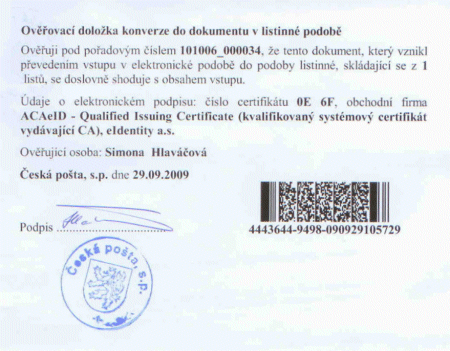 Ověřovací doložka konverze do dokumentu v listinné podobě
Ověřuji pod pořadovým číslem 101006_000034, že tento dokument, který vznikl
převedením vstupu v elektronické podobě do podoby listinné, skládající se z 1
listů, se doslovně shoduje s obsahem vstupu.
Údaje o elektronickém podpisu: číslo certifikátu 0E 6F, obchodní firma
ACAeID - Qualified Issuing Certificate (kvalifikovaný systémový certifikát
vydávající CA), eIdentity a.s.
Ověřující osoba: Simona Hlaváčová
Česká pošta, s.p. dne 29.09.2009
Podpis
4443644-9498-090929105729
Česká pošta, s.p.